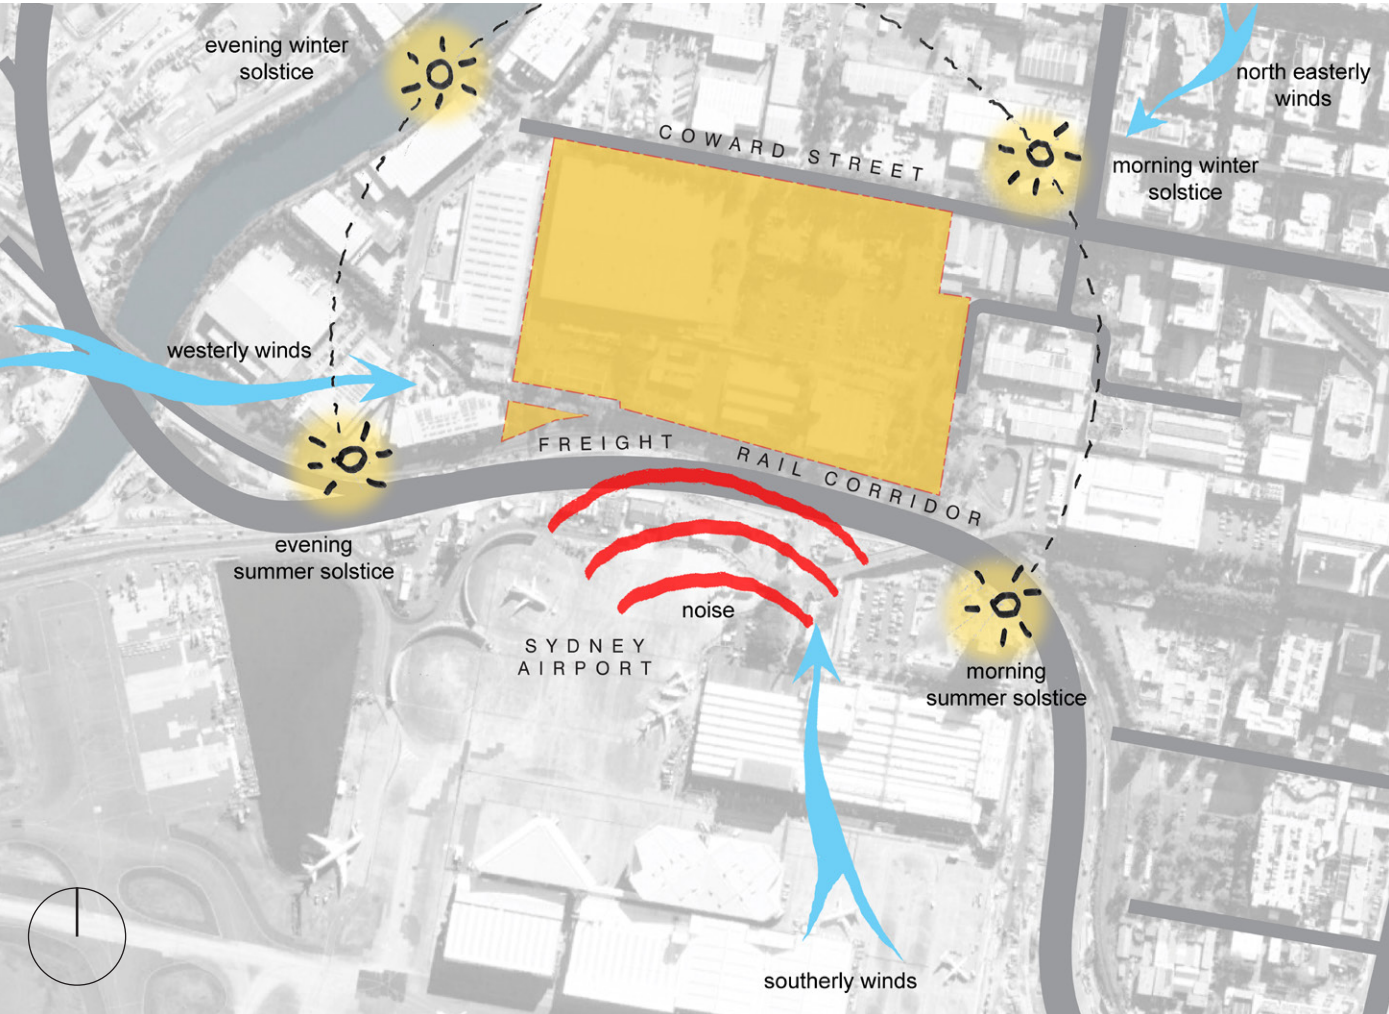 evening winter
solstice
north easterly
winds
COWARD STREET
morning winter
solstice
westerly winds
FREIGHT RAIL CORRIDOR
evening
summer solstice
noise
SYDNEY
AIRPORT
morning
summer solstice
southerly winds